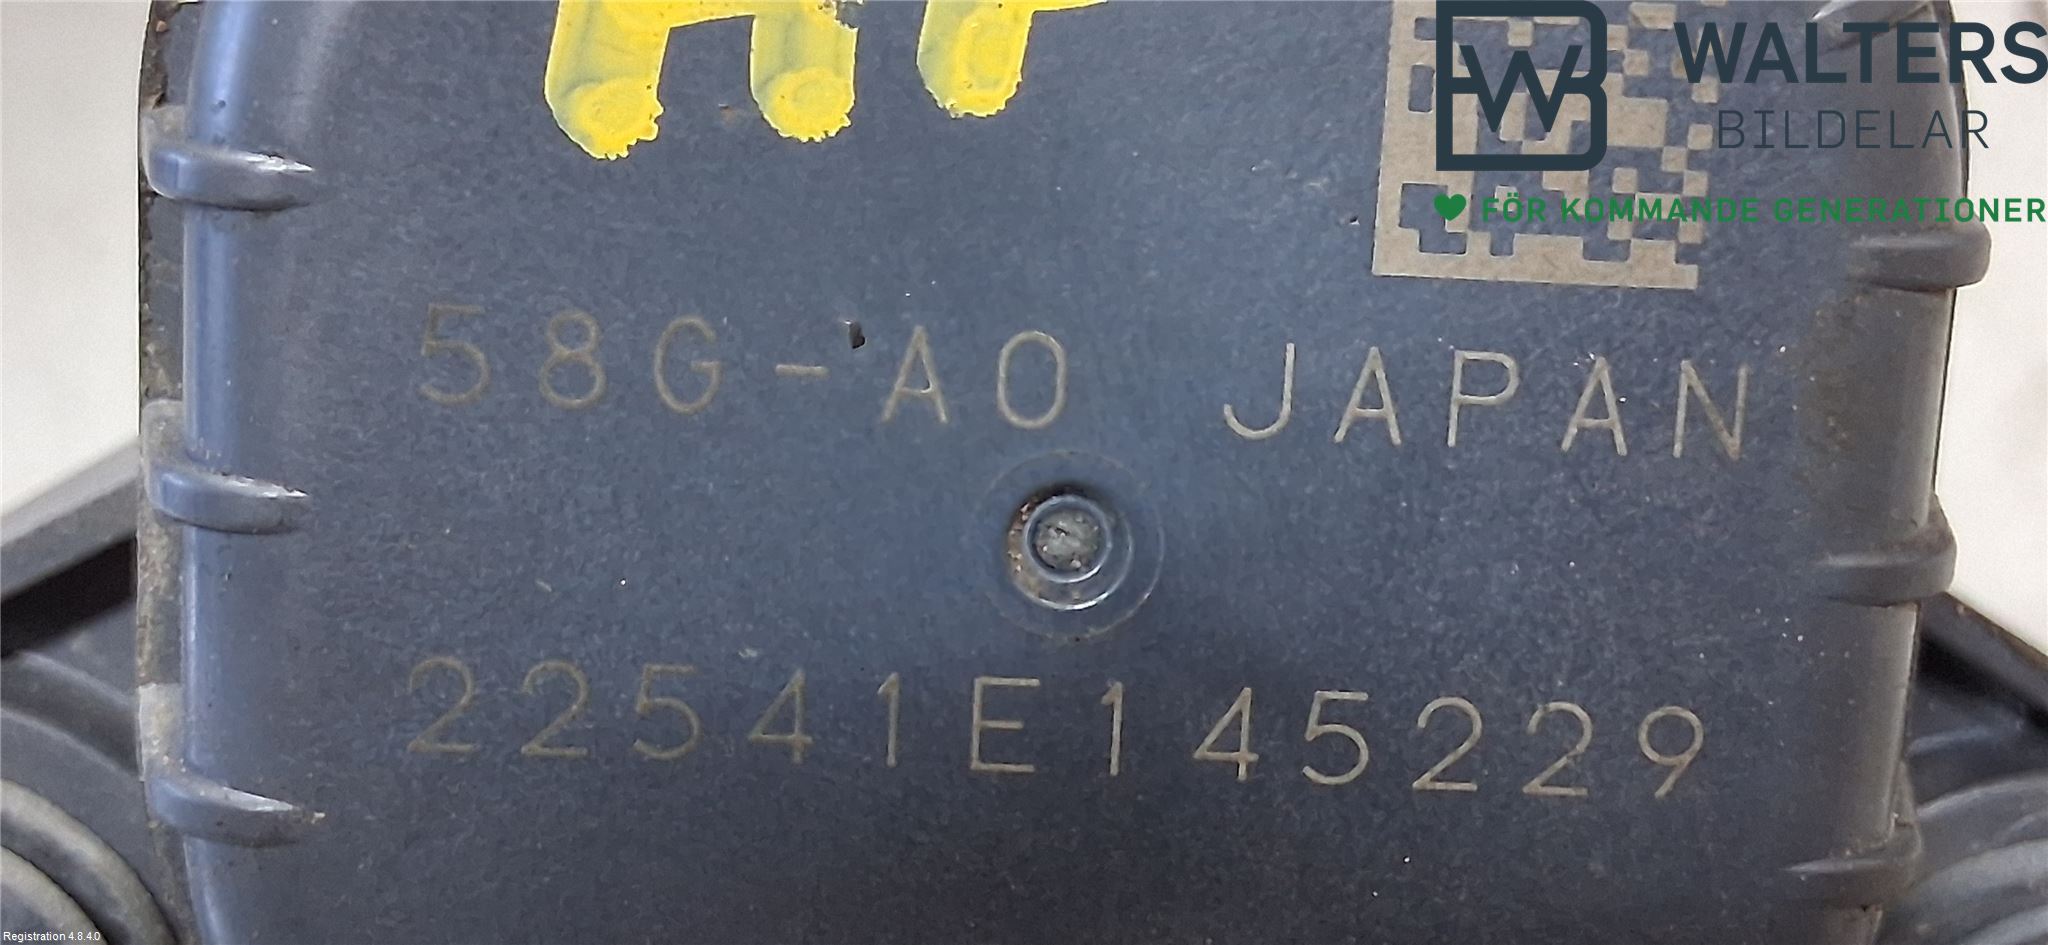 WALTERS
BILDELAR
FÖR KOMMANDE GENERATIONER
58G-A0 JAPAN
22541E145229
Registration 4.8.4.0